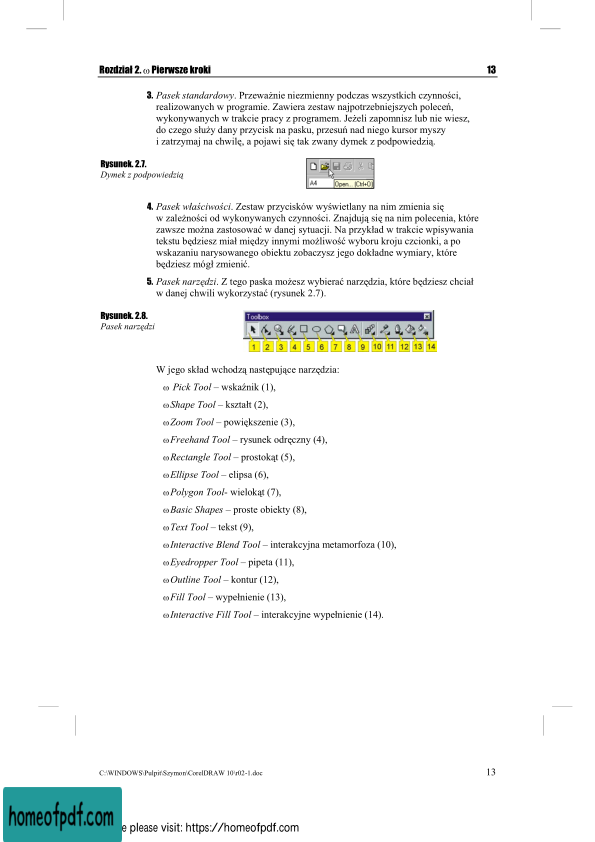 Rozdział 2. ω Pierwsze kroki 13
3. Pasek standardowy. Przeważnie niezmienny podczas wszystkich czynności,
realizowanych w programie. Zawiera zestaw najpotrzebniejszych poleceń,
wykonywanych w trakcie pracy z programem. Jeżeli zapomnisz lub nie wiesz,
do czego służy dany przycisk na pasku, przesuń nad niego kursor myszy
i zatrzymaj na chwilę, a pojawi się tak zwany dymek z podpowiedzią.
Rysunek. 2.7.
Dymek z podpowiedzią
A4 Open... (Ctrl+O)
4. Pasek właściwości. Zestaw przycisków wyświetlany na nim zmienia się
w zależności od wykonywanych czynności. Znajdują się na nim polecenia, które
zawsze można zastosować w danej sytuacji. Na przykład w trakcie wpisywania
tekstu będziesz miał między innymi możliwość wyboru kroju czcionki, a po
wskazaniu narysowanego obiektu zobaczysz jego dokładne wymiary, które
będziesz mógł zmienić.
5. Pasek narzędzi. Z tego paska możesz wybierać narzędzia, które będziesz chciał
w danej chwili wykorzystać (rysunek 2.7).
Rysunek. 2.8.
Pasek narzędzi
Toolbox
1 2 3 4 5 6 7 8 9 10 11 12 13 14
W jego skład wchodzą następujące narzędzia:
ω Pick Tool – wskaźnik (1),
ω Shape Tool – kształt (2),
ω Zoom Tool – powiększenie (3),
ω Freehand Tool – rysunek odręczny (4),
ω Rectangle Tool – prostokąt (5),
ω Ellipse Tool – elipsa (6),
ω Polygon Tool- wielokąt (7),
ω Basic Shapes – proste obiekty (8),
ω Text Tool – tekst (9),
ω Interactive Blend Tool – interakcyjna metamorfoza (10),
ω Eyedropper Tool – pipeta (11),
ω Outline Tool – kontur (12),
ω Fill Tool – wypełnienie (13),
ω Interactive Fill Tool – interakcyjne wypełnienie (14).
C:\WINDOWS\Pulpit\Szymon\CorelDRAW 10\r02-1.doc 13
homeofpdf.com
e please visit: https://homeofpdf.com